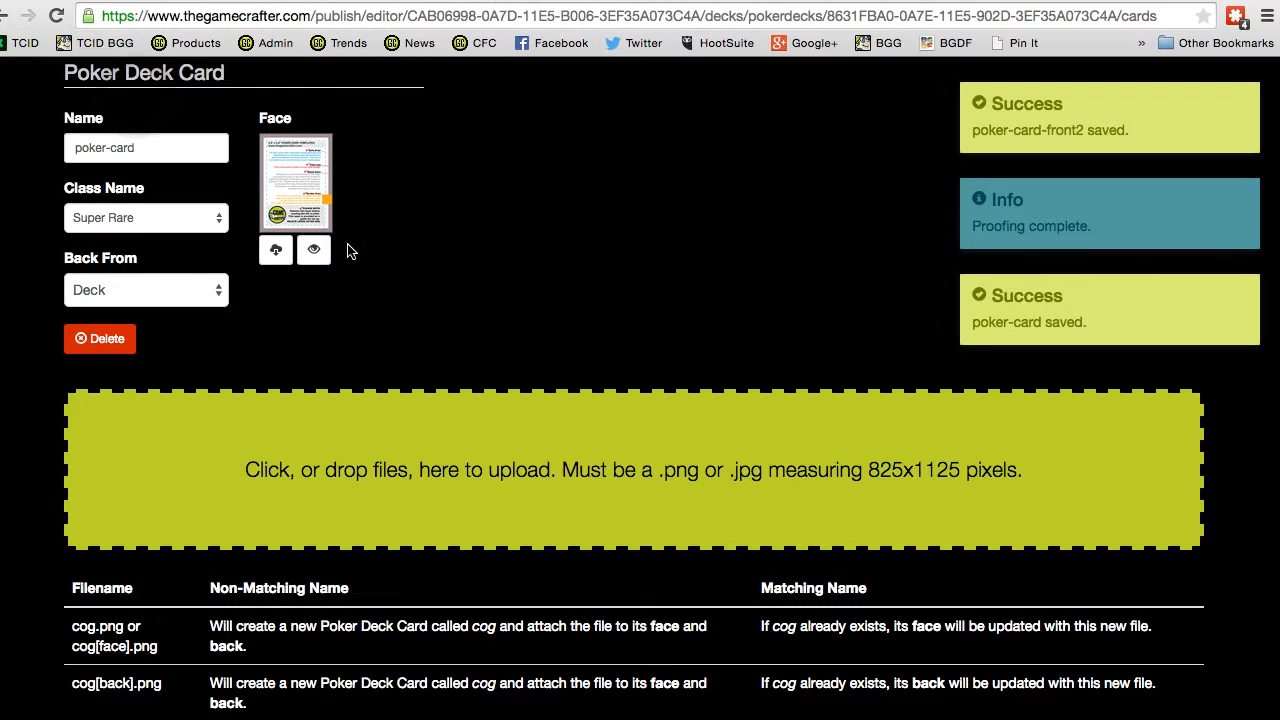 https://www.thegamecrafter.com/publish/editor/CAB06998-0A7D-11E5-B006-3EF35A073C4A/decks/pokerdecks/8631FBA0-0A7E-11E5-902D-3EF35A073C4A/cards
4
TCID TCID BGG Products Admin Trends News CFC Facebook Twitter HootSuite Google+ BGG BGDF Pin It » Other Bookmarks
Poker Deck Card
Name
Face
poker-card
Class Name
Super Rare
Back From
Deck
Delete
Success
poker-card-front2 saved.
Info
Proofing complete.
Success
poker-card saved.
Click, or drop files, here to upload. Must be a .png or .jpg measuring 825x1125 pixels.
Filename Non-Matching Name Matching Name
cog.png or
cog[face].png
Will create a new Poker Deck Card called cog and attach the file to its face and
back.
If cog already exists, its face will be updated with this new file.
cog[back].png
Will create a new Poker Deck Card called cog and attach the file to its face and
back.
If cog already exists, its back will be updated with this new file.